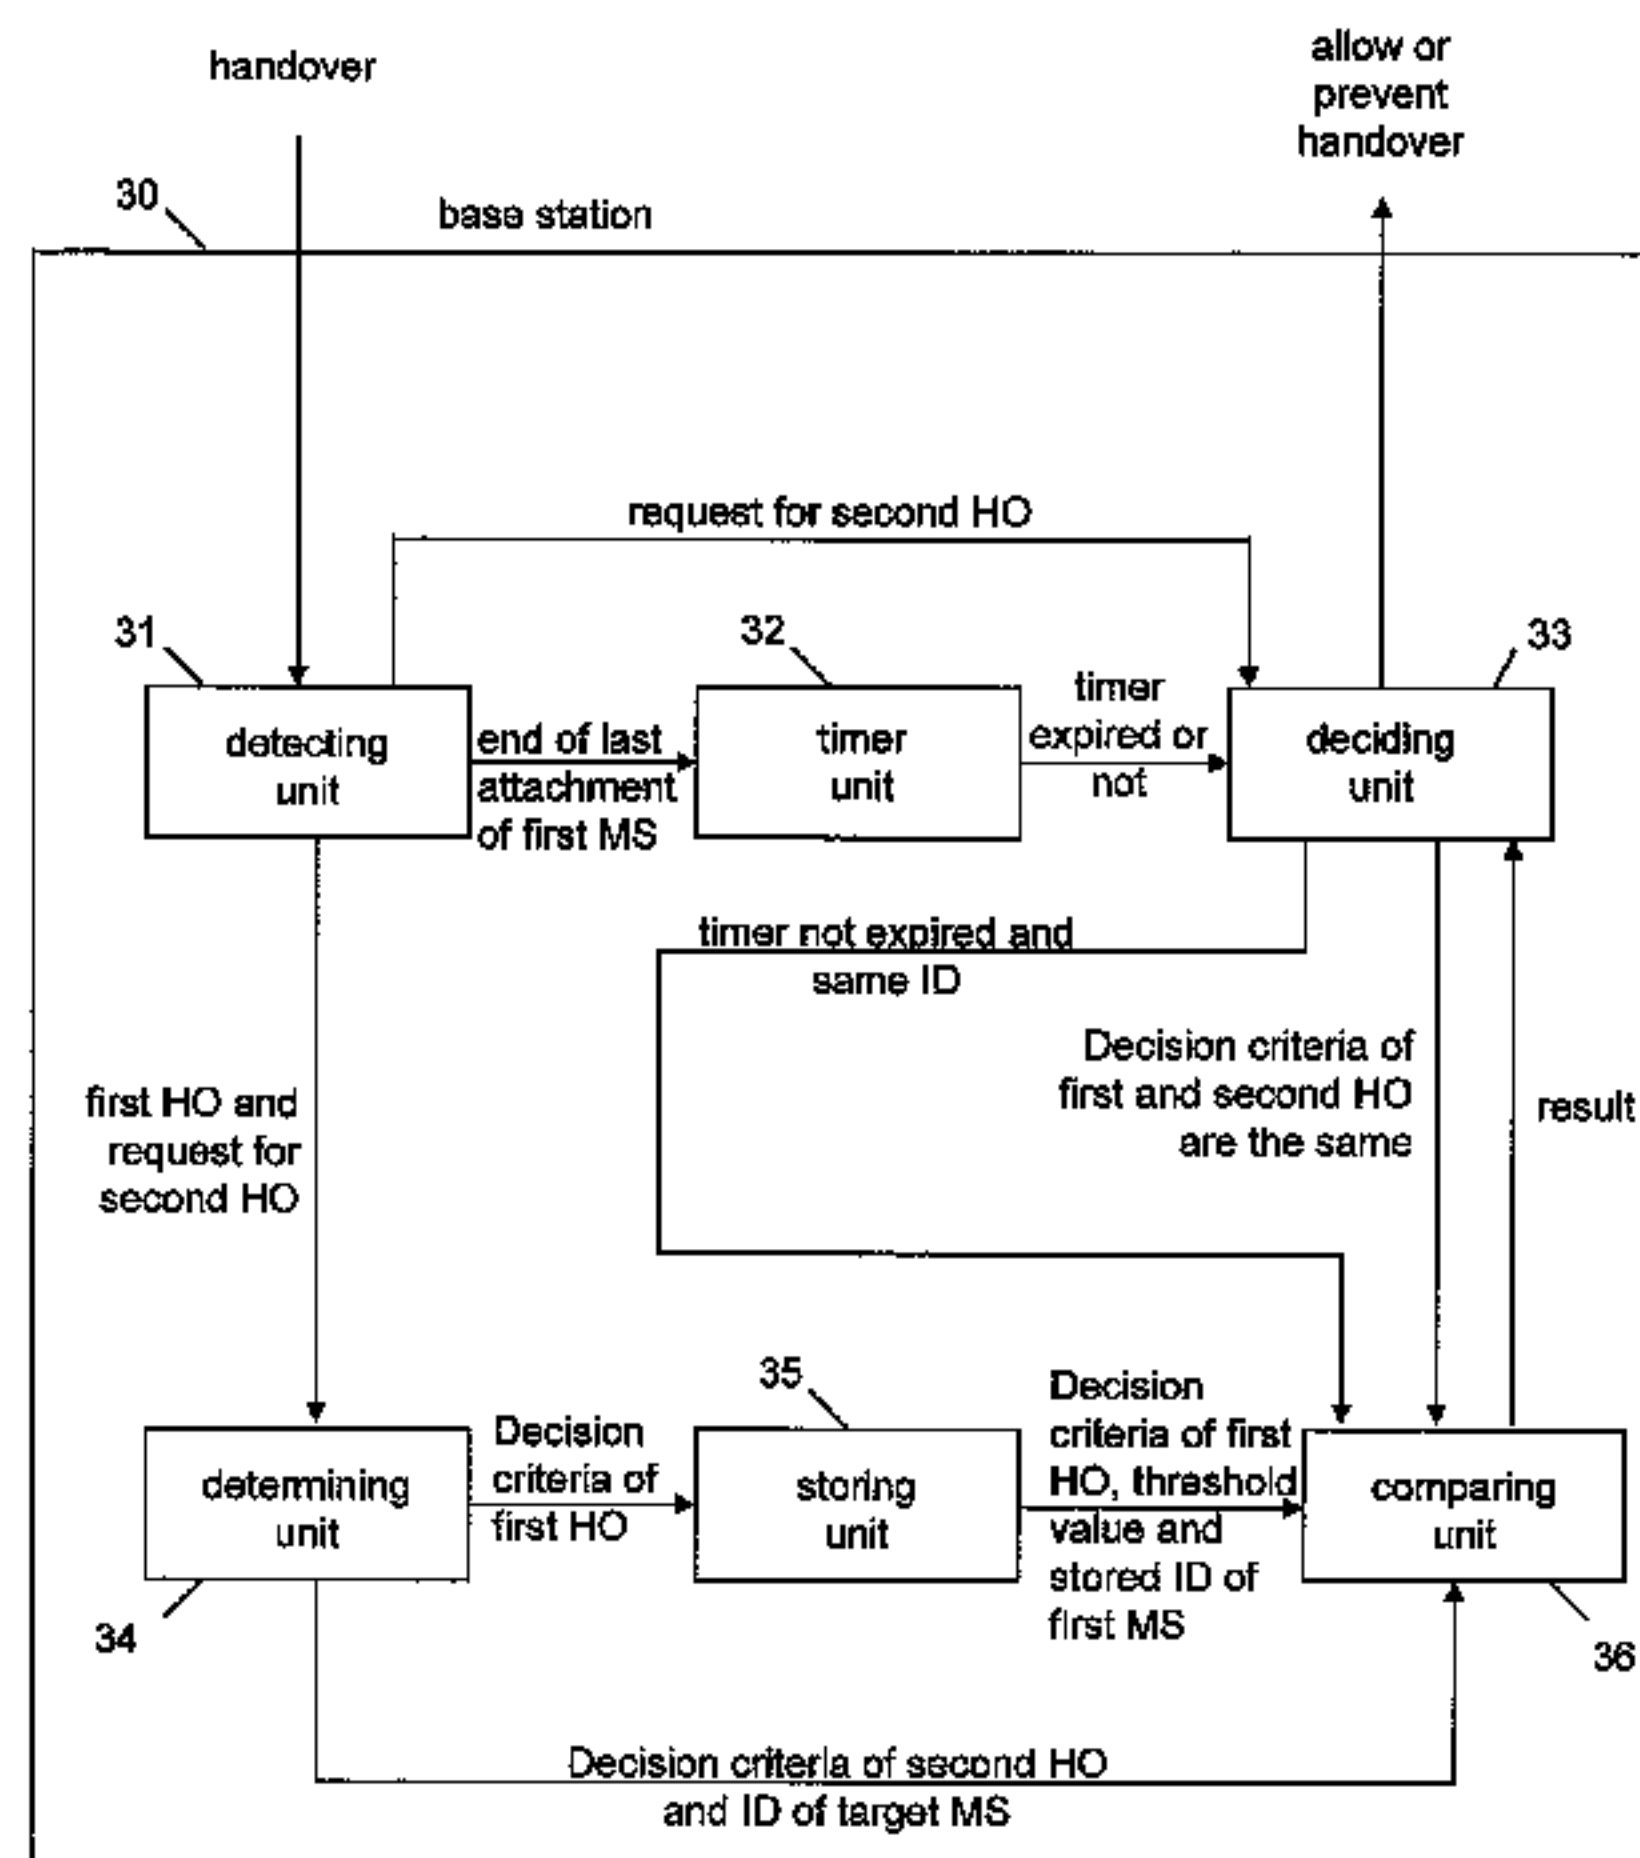 handover
allow or
prevent
handover
30
base station
request for second HO
31
32
33
detecting
unit
end of last
attachment
of first MS
timer
unit
timer
expired or
not
deciding
unit
timer not expired and
same ID
Decision criteria of
first and second HO
are the same
result
first HO and
request for
second HO
35
determining
unit
Decision
criteria of
first HO
storing
unit
Decision
criteria of first
HO, threshold
value and
stored ID of
first MS
comparing
unit
34
36
Decision criteria of second HO
and ID of target MS